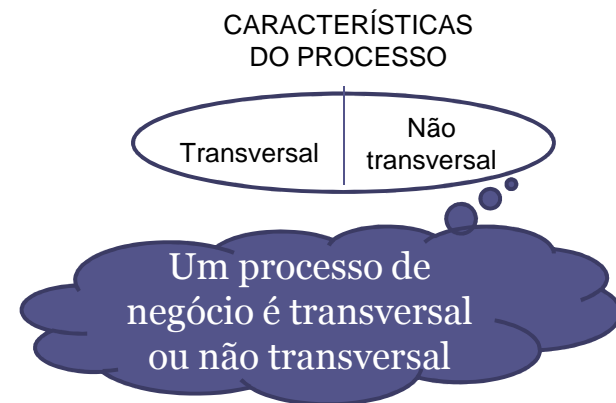 CARACTERÍSTICAS
DO PROCESSO
Transversal
Não
transversal
Um processo de
negócio é transversal
ou não transversal